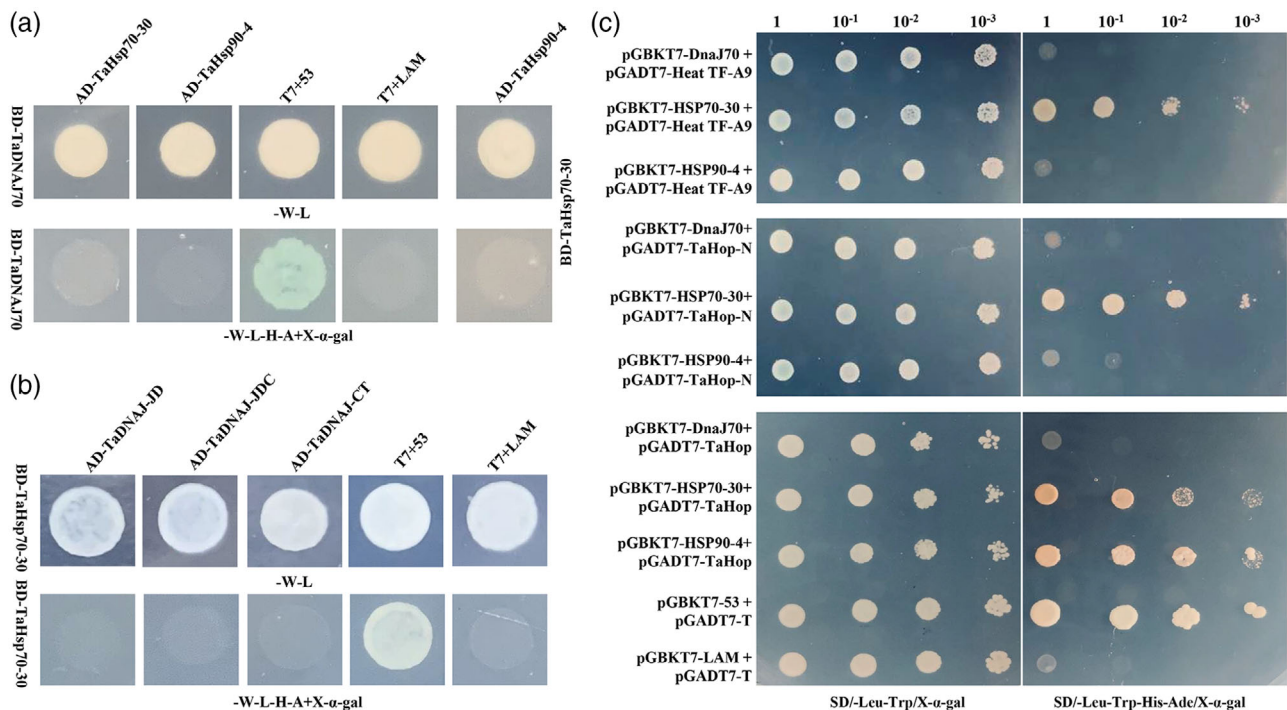 (a)
AD-TaHsp70-30
AD-TaHsp90-4
T7+53
T7+LAM
AD-TaHsp90-4
BD-TaDNAJ70
BD-TaHsp70-30
-W-L
BD-TaDNAJ70
-W-L-H-A+X-α-gal
(b)
AD-TaDNAJ-JD
AD-TaDNAJ-JDC
AD-TaDNAJ-CT
T7+53
T7+LAM
BD-TaHsp70-30
-W-L
BD-TaHsp70-30
-W-L-H-A+X-α-gal
(c)
1 10-1 10-2 10-3 1 10-1 10-2 10-3
pGBKT7-DnaJ70 +
pGADT7-Heat TF-A9
pGBKT7-HSP70-30 +
pGADT7-Heat TF-A9
pGBKT7-HSP90-4 +
pGADT7-Heat TF-A9
pGBKT7-DnaJ70+
pGADT7-TaHop-N
pGBKT7-HSP70-30+
pGADT7-TaHop-N
pGBKT7-HSP90-4+
pGADT7-TaHop-N
pGBKT7-DnaJ70+
pGADT7-TaHop
pGBKT7-HSP70-30+
pGADT7-TaHop
pGBKT7-HSP90-4+
pGADT7-TaHop
pGBKT7-53 +
pGADT7-T
pGBKT7-LAM +
pGADT7-T
SD/-Leu-Trp/X-α-gal SD/-Leu-Trp-His-Ade/X-α-gal